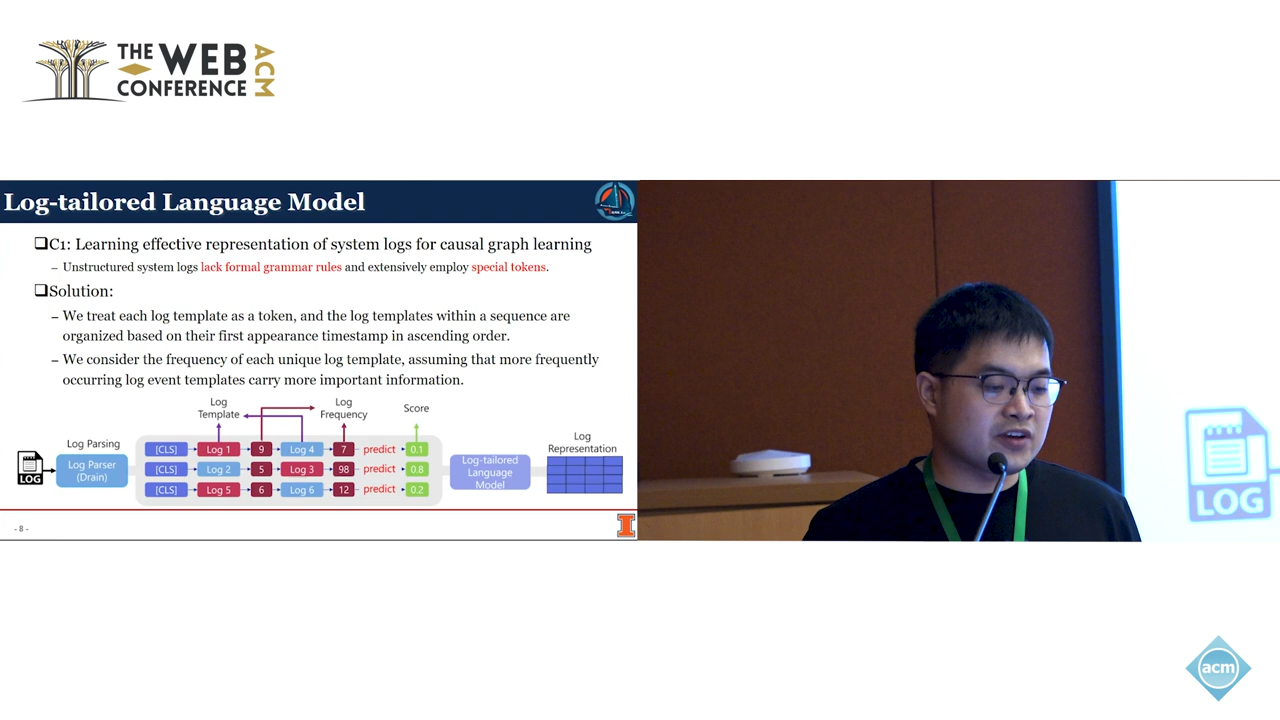 THE WEB
CONFERENCE
ACM
Log-tailored Language Model
C1: Learning effective representation of system logs for causal graph learning
– Unstructured system logs lack formal grammar rules and extensively employ special tokens.
Solution:
– We treat each log template as a token, and the log templates within a sequence are
organized based on their first appearance timestamp in ascending order.
– We consider the frequency of each unique log template, assuming that more frequently
occurring log event templates carry more important information.
Log
Template
Log
Frequency
Score
Log Parsing
LOG
Log Parser
(Drain)
[CLS] Log 1 9 Log 4 7 predict 0.1
[CLS] Log 2 5 Log 3 98 predict 0.8
[CLS] Log 5 6 Log 6 12 predict 0.2
Log-tailored
Language
Model
Log
Representation
- 8 -
I
LOG
acm